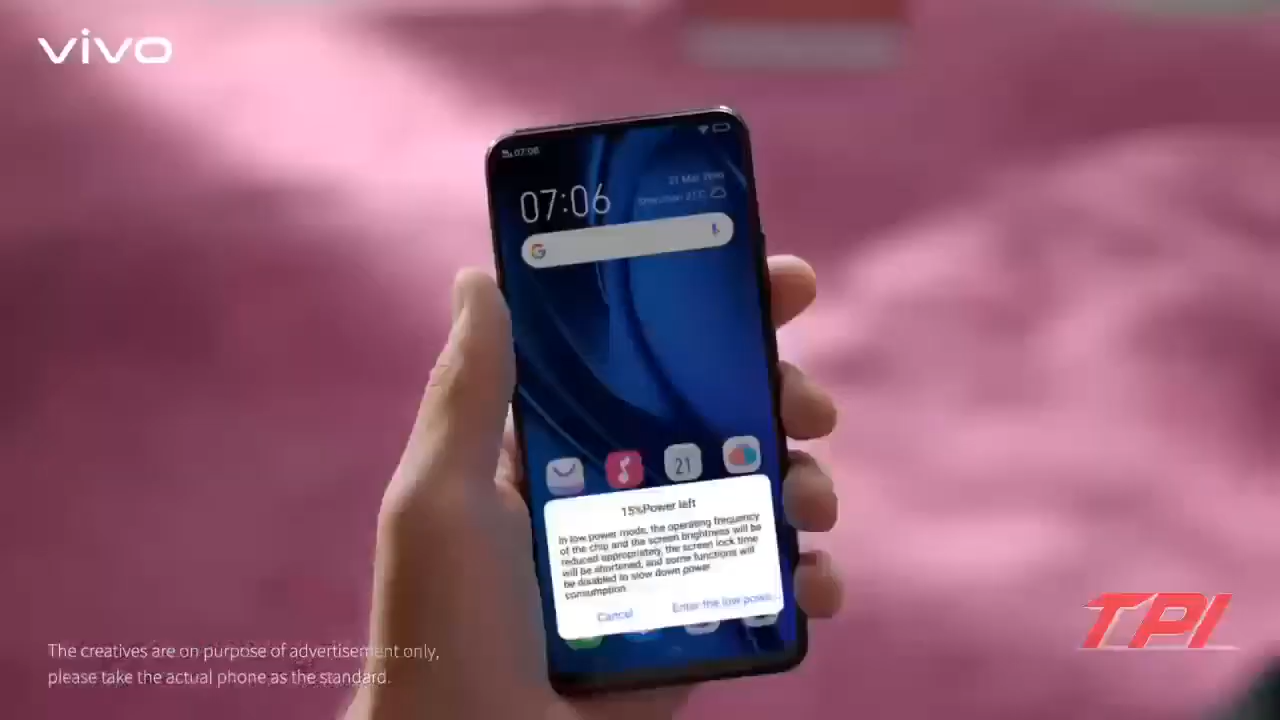 vivo
07:06
07:06
21
15%Power left
In low power mode, the operating frequency
of the chip and the screen brightness will be
reduced appropriately, the screen lock time
will be shortened, and some functions will
be disabled to slow down power
consumption.
Cancel
Enter the low powe...
TPI
The creatives are on purpose of advertisement only,
please take the actual phone as the standard.